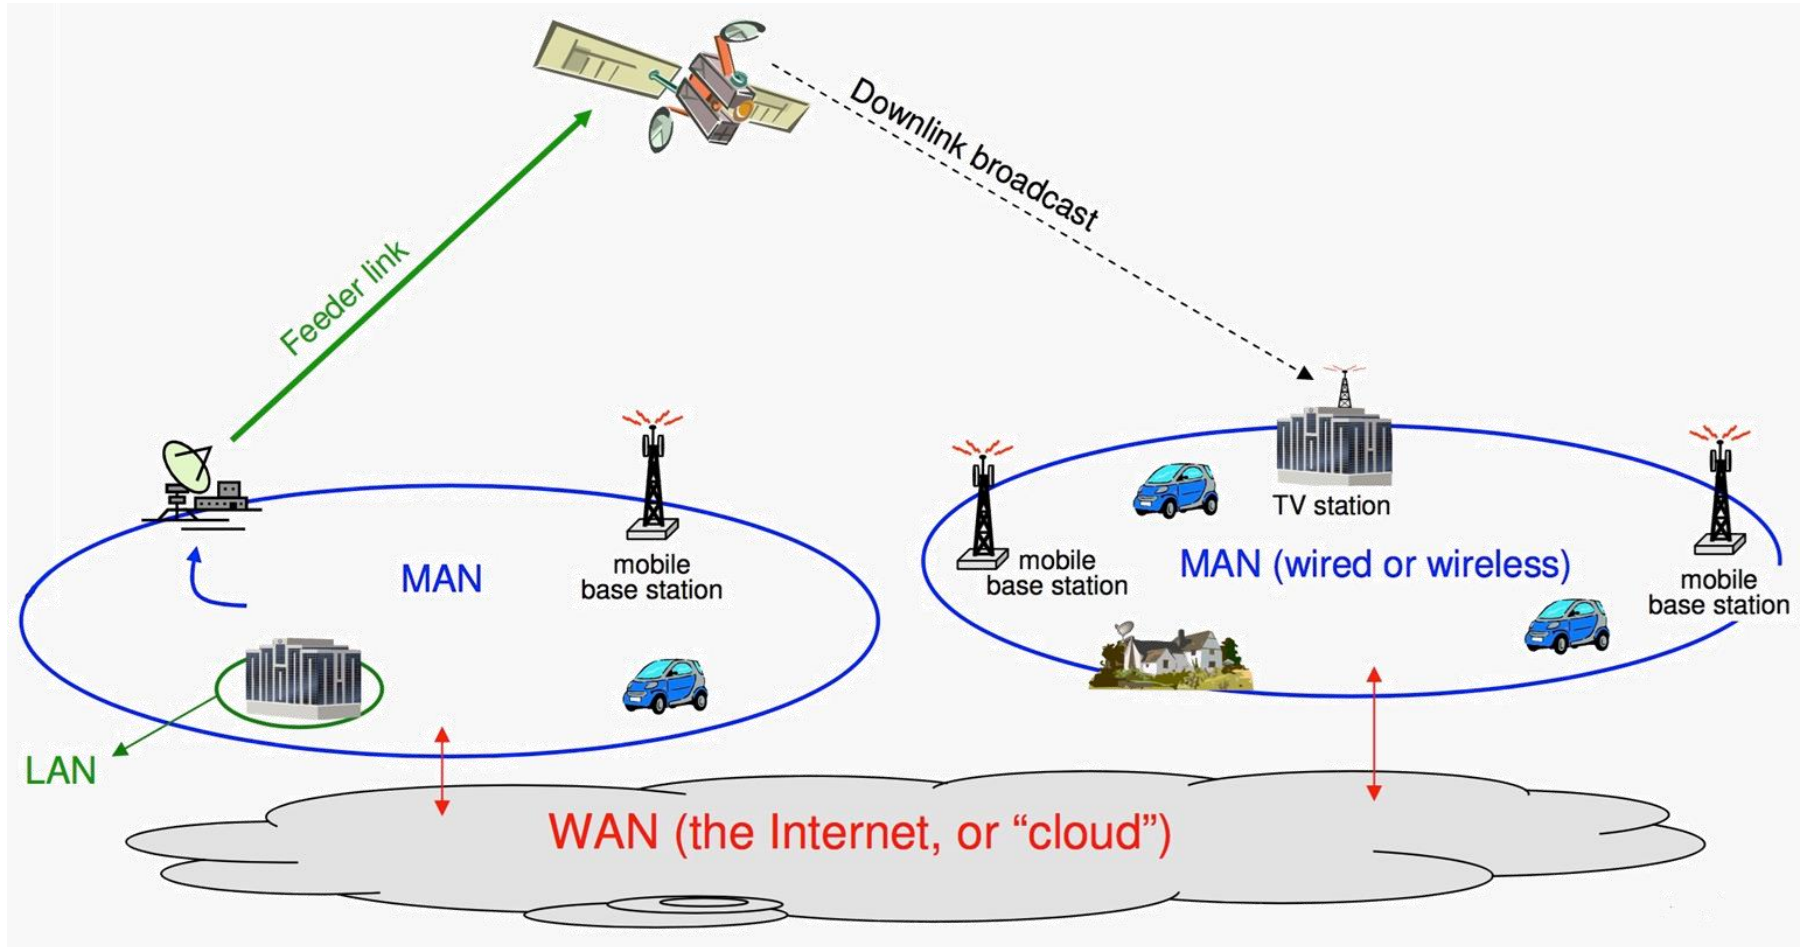 Downlink broadcast
Feeder link
TV station
mobile
base station
MAN (wired or wireless)
mobile
base station
MAN
mobile
base station
LAN
WAN (the Internet, or “cloud”)